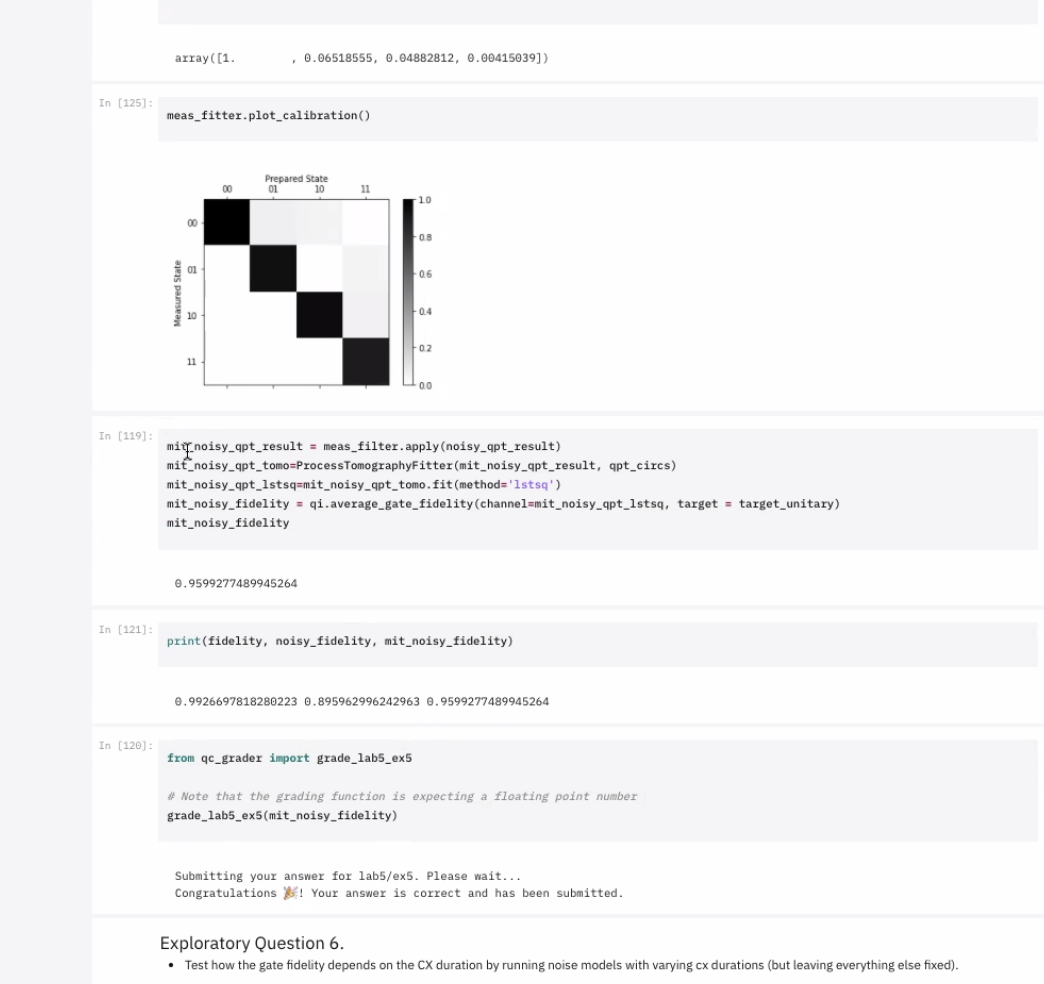 array([1.        , 0.06518555, 0.04882812, 0.00415039])
In [125]:
meas_fitter.plot_calibration()
Prepared State
00 01 10 11
Measured State
00
01
10
11
1.0
0.8
0.6
0.4
0.2
0.0
In [119]:
mit_noisy_qpt_result = meas_filter.apply(noisy_qpt_result)
mit_noisy_qpt_tomo=ProcessTomographyFitter(mit_noisy_qpt_result, qpt_circs)
mit_noisy_qpt_lstsq=mit_noisy_qpt_tomo.fit(method='lstsq')
mit_noisy_fidelity = qi.average_gate_fidelity(channel=mit_noisy_qpt_lstsq, target = target_unitary)
mit_noisy_fidelity
0.9599277489945264
In [121]:
print(fidelity, noisy_fidelity, mit_noisy_fidelity)
0.9926697818280223 0.895962996242963 0.9599277489945264
In [120]:
from qc_grader import grade_lab5_ex5
# Note that the grading function is expecting a floating point number
grade_lab5_ex5(mit_noisy_fidelity)
Submitting your answer for lab5/ex5. Please wait...
Congratulations 🎉! Your answer is correct and has been submitted.
Exploratory Question 6.
• Test how the gate fidelity depends on the CX duration by running noise models with varying cx durations (but leaving everything else fixed).